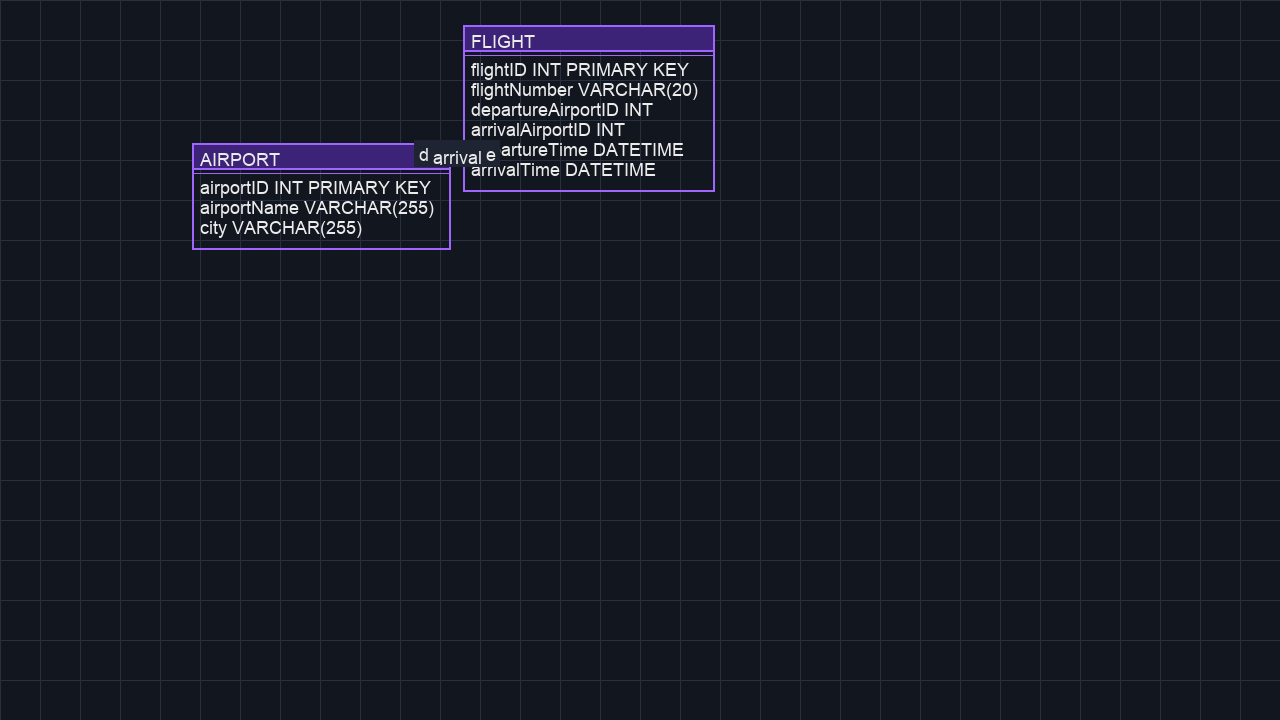 FLIGHT
flightID INT PRIMARY KEY
flightNumber VARCHAR(20)
departureAirportID INT
arrivalAirportID INT
artureTime DATETIME
arrivalTime DATETIME
arrival
AIRPORT
airportID INT PRIMARY KEY
airportName VARCHAR(255)
city VARCHAR(255)